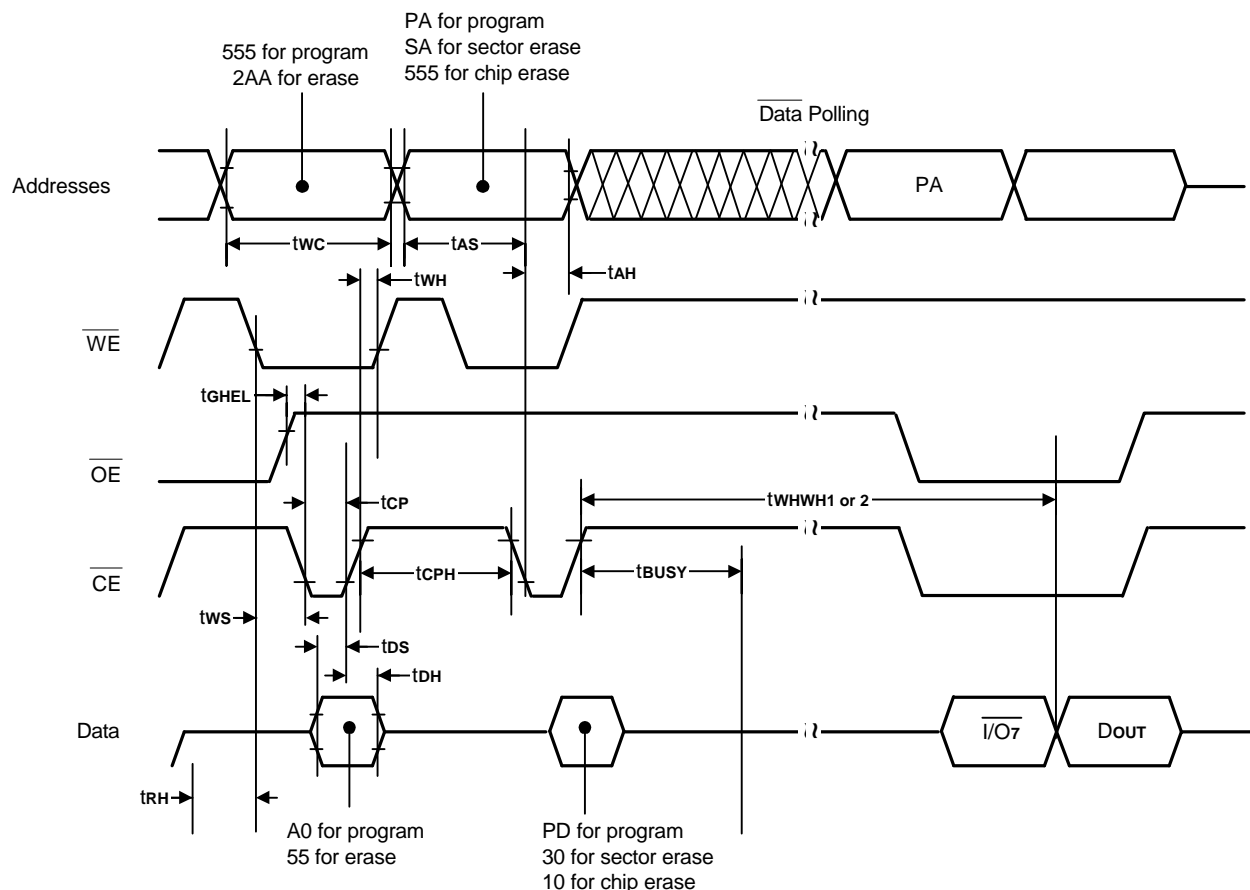 555 for program
2AA for erase
PA for program
SA for sector erase
555 for chip erase
Data Polling
Addresses
PA
tWC
tAS
tWH
tAH
WE
tGHEL
OE
tCP
tWHWH1 or 2
CE
tCPH
tBUSY
tWS
tDS
tDH
Data
I/O7
DOUT
tRH
A0 for program
55 for erase
PD for program
30 for sector erase
10 for chip erase